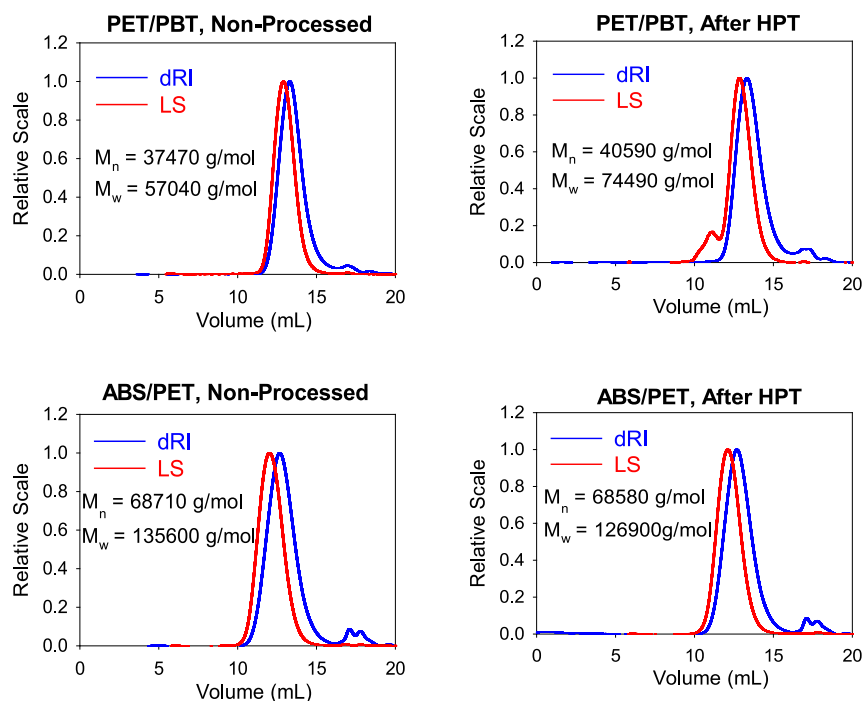 PET/PBT, Non-Processed
1.2
1.0
0.8
0.6
0.4
0.2
0.0
Relative Scale
dRI
LS
Mn = 37470 g/mol
Mw = 57040 g/mol
0 5 10 15 20
Volume (mL)
PET/PBT, After HPT
1.2
1.0
0.8
0.6
0.4
0.2
0.0
Relative Scale
dRI
LS
Mn = 40590 g/mol
Mw = 74490 g/mol
0 5 10 15 20
Volume (mL)
ABS/PET, Non-Processed
1.2
1.0
0.8
0.6
0.4
0.2
0.0
Relative Scale
dRI
LS
Mn = 68710 g/mol
Mw = 135600 g/mol
0 5 10 15 20
Volume (mL)
ABS/PET, After HPT
1.2
1.0
0.8
0.6
0.4
0.2
0.0
Relative Scale
dRI
LS
Mn = 68580 g/mol
Mw = 126900g/mol
0 5 10 15 20
Volume (mL)